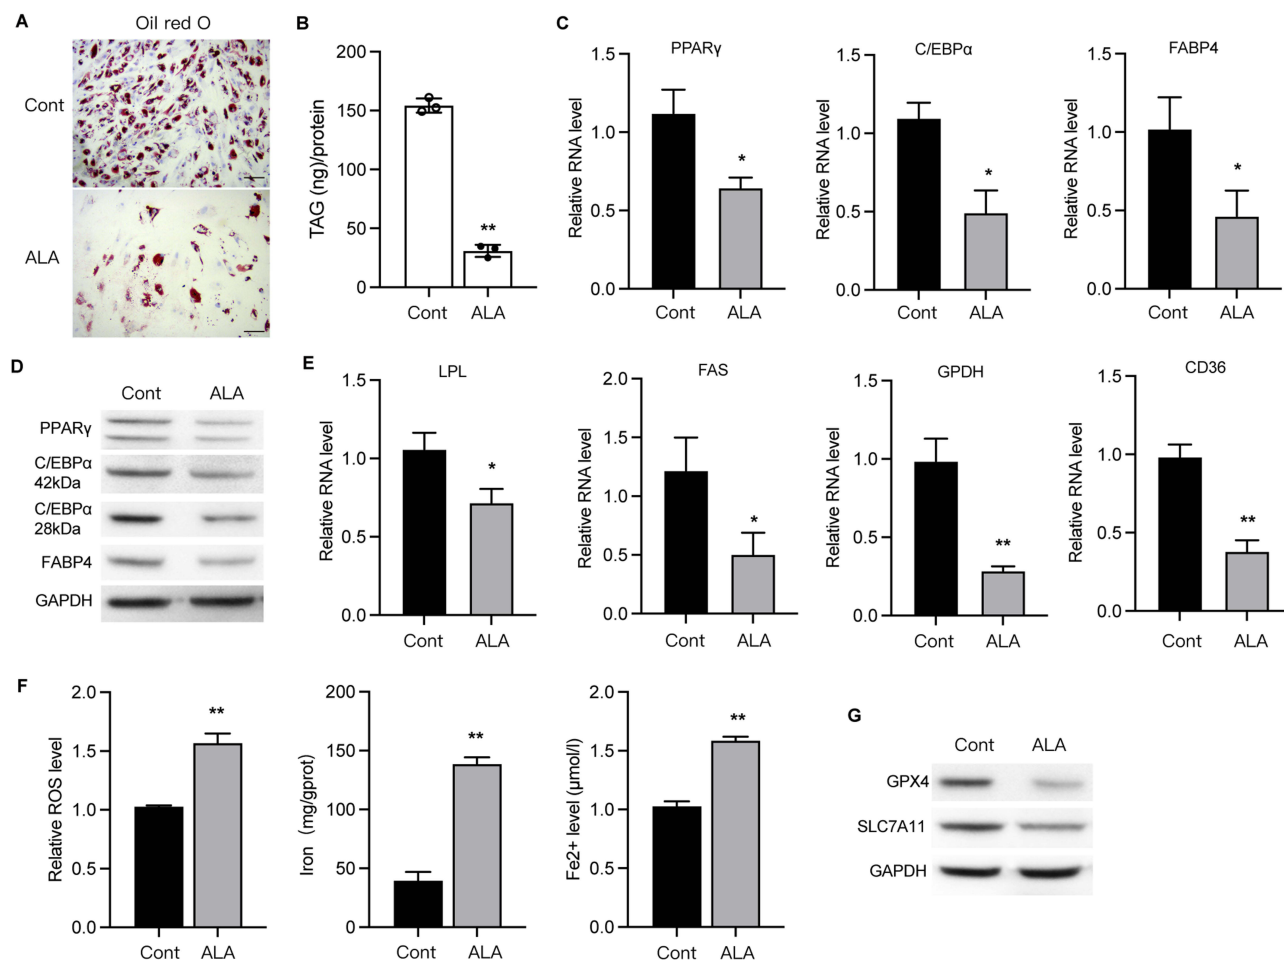 A
Oil red O
Cont
ALA
B
TAG (ng)/protein
200
150
100
50
0
**
Cont ALA
C
PPARγ
Relative RNA level
1.5
1.0
0.5
0.0
*
Cont ALA
C/EBPα
Relative RNA level
1.5
1.0
0.5
0.0
*
Cont ALA
FABP4
Relative RNA level
1.5
1.0
0.5
0.0
*
Cont ALA
D
Cont ALA
PPARγ
C/EBPα
42kDa
C/EBPα
28kDa
FABP4
GAPDH
E
LPL
Relative RNA level
1.5
1.0
0.5
0.0
*
Cont ALA
FAS
Relative RNA level
2.0
1.5
1.0
0.5
0.0
*
Cont ALA
GPDH
Relative RNA level
1.5
1.0
0.5
0.0
**
Cont ALA
CD36
Relative RNA level
1.5
1.0
0.5
0.0
**
Cont ALA
F
Relative ROS level
2.0
1.5
1.0
0.5
0.0
**
Cont ALA
Iron (mg/gprot)
200
150
100
50
0
**
Cont ALA
Fe2+ level (μmol/l)
2.0
1.5
1.0
0.5
0.0
**
Cont ALA
G
Cont ALA
GPX4
SLC7A11
GAPDH